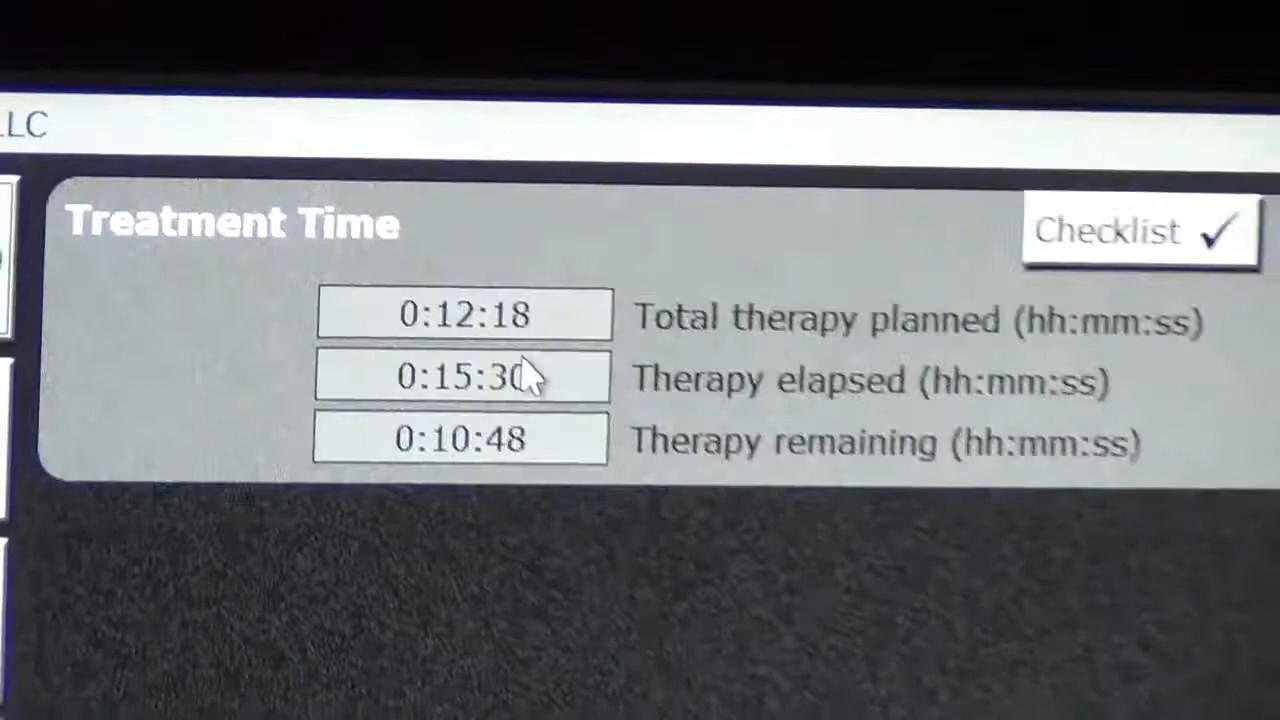 LLC
Treatment Time
Checklist ✓
0:12:18 Total therapy planned (hh:mm:ss)
0:15:30 Therapy elapsed (hh:mm:ss)
0:10:48 Therapy remaining (hh:mm:ss)